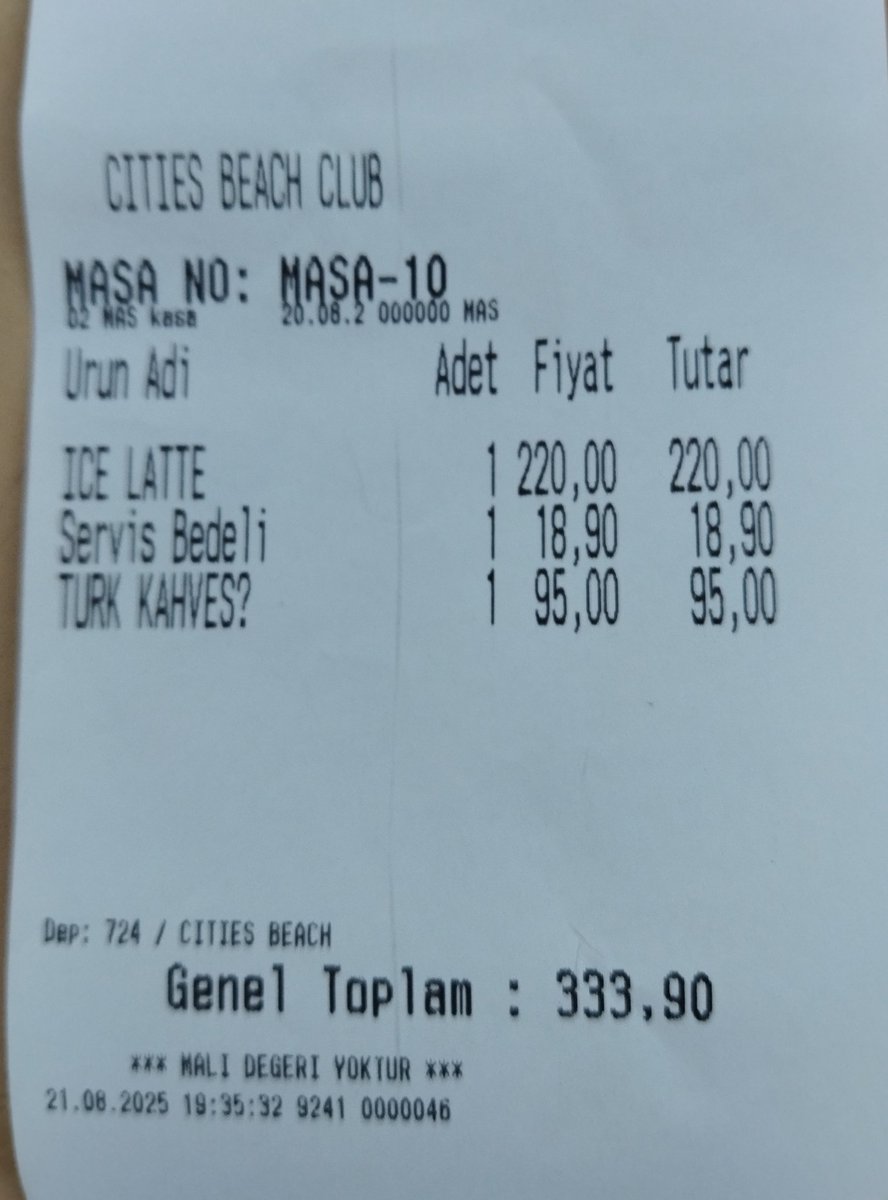 CITIES BEACH CLUB
MASA NO: MASA-10
02 MAS kasa 20.08.2 000000 MAS
Urun Adi Adet Fiyat Tutar
ICE LATTE 1 220,00 220,00
Servis Bedeli 1 18,90 18,90
TURK KAHVES? 1 95,00 95,00
Dep: 724 / CITIES BEACH
Genel Toplam : 333,90
*** MALI DEGERI YOKTUR ***
21.08.2025 19:35:32 9241 0000046